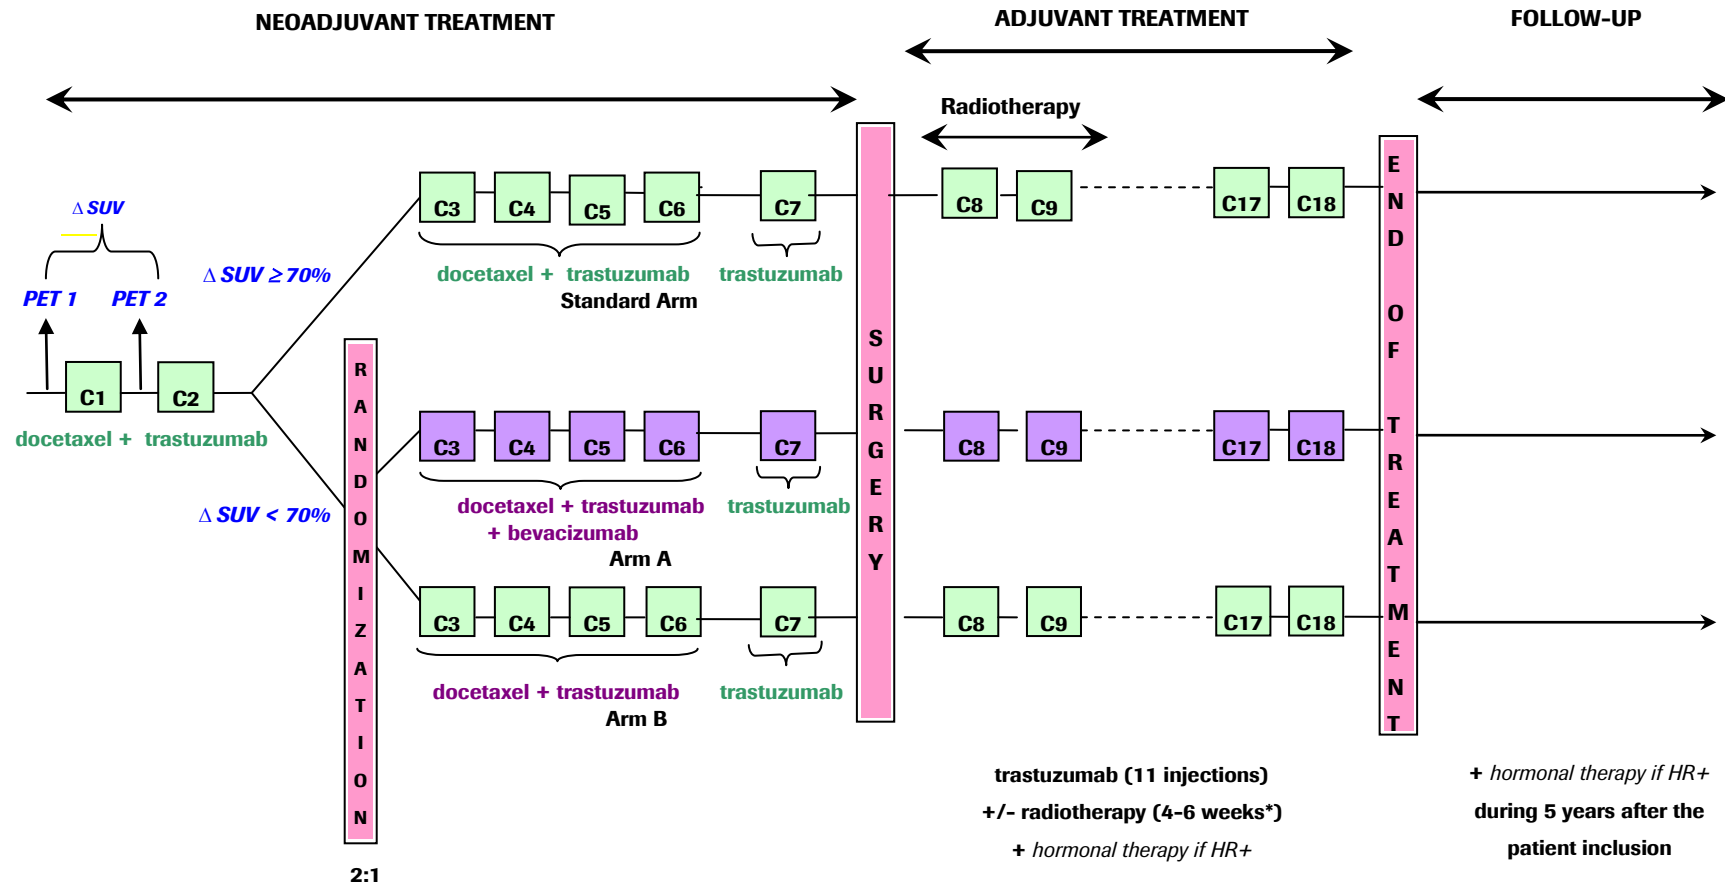 NEOADJUVANT TREATMENT
ADJUVANT TREATMENT
FOLLOW-UP
Radiotherapy
Δ SUV
PET 1
PET 2
C1
C2
docetaxel + trastuzumab
Δ SUV ≥ 70%
Δ SUV < 70%
RANDOMIZATION
2:1
C3
C4
C5
C6
C7
docetaxel + trastuzumab
Standard Arm
trastuzumab
C3
C4
C5
C6
C7
docetaxel + trastuzumab
+ bevacizumab
Arm A
trastuzumab
C3
C4
C5
C6
C7
docetaxel + trastuzumab
Arm B
trastuzumab
SURGERY
C8
C9
C17
C18
C8
C9
C17
C18
C8
C9
C17
C18
END OF TREATMENT
trastuzumab (11 injections)
+/- radiotherapy (4-6 weeks*)
+ hormonal therapy if HR+
+ hormonal therapy if HR+
during 5 years after the
patient inclusion